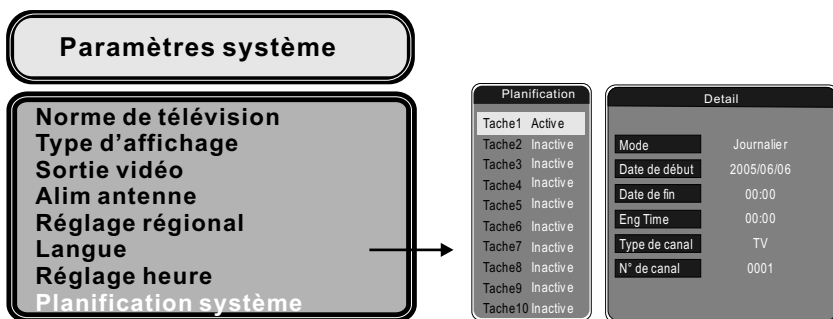 Paramètres système
Norme de télévision
Type d’affichage
Sortie vidéo
Alim antenne
Réglage régional
Langue
Réglage heure
Planification système
Planification
Tache1 Active
Tache2 Inactive
Tache3 Inactive
Tache4 Inactive
Tache5 Inactive
Tache6 Inactive
Tache7 Inactive
Tache8 Inactive
Tache9 Inactive
Tache10 Inactive
Detail
Mode Journalier
Date de début 2005/06/06
Date de fin 00:00
Eng Time 00:00
Type de canal TV
N° de canal 0001